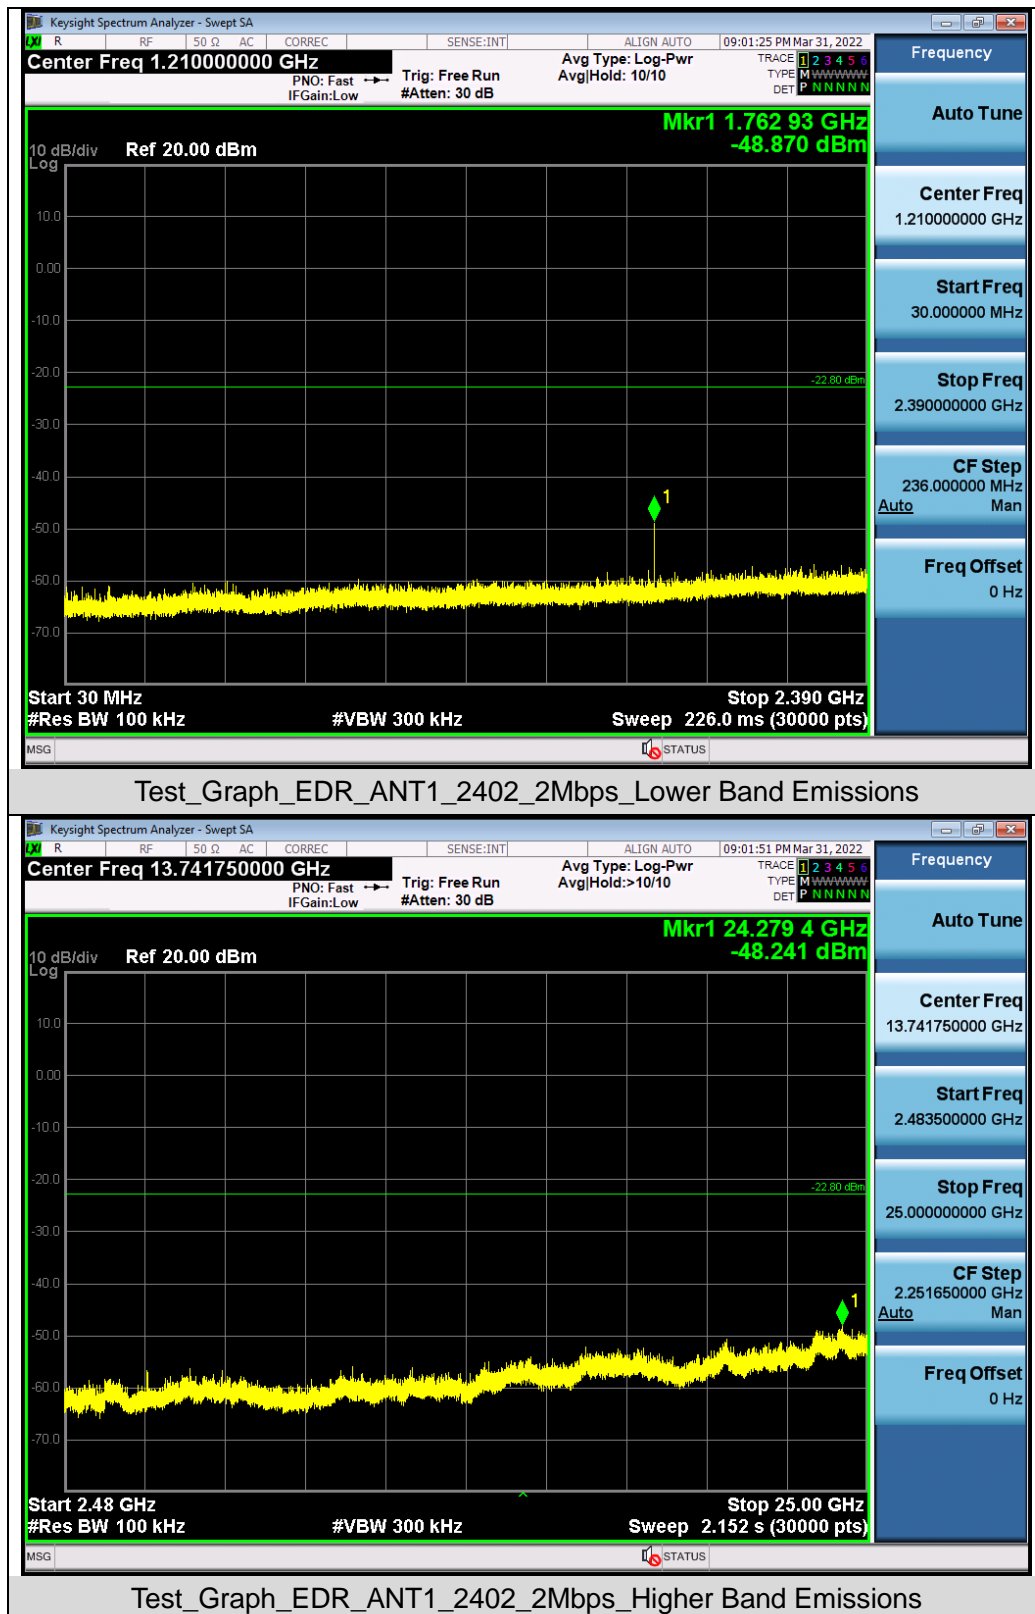 Keysight Spectrum Analyzer - Swept SA
LXI R RF 50 Ω AC CORREC SENSE:INT ALIGN AUTO 09:01:25 PM Mar 31, 2022
Center Freq 1.210000000 GHz
PNO: Fast
IFGain:Low
Trig: Free Run
#Atten: 30 dB
Avg Type: Log-Pwr
Avg|Hold: 10/10
TRACE 1 2 3 4 5 6
TYPE M WWWWW
DET P N N N N N
Mkr1 1.762 93 GHz
-48.870 dBm
10 dB/div Ref 20.00 dBm
Log
10.0
0.00
-10.0
-20.0
-22.80 dBm
-30.0
-40.0
1
-50.0
-60.0
-70.0
Start 30 MHz Stop 2.390 GHz
#Res BW 100 kHz #VBW 300 kHz Sweep 226.0 ms (30000 pts)
MSG STATUS
Frequency
Auto Tune
Center Freq
1.210000000 GHz
Start Freq
30.000000 MHz
Stop Freq
2.390000000 GHz
CF Step
236.000000 MHz
Auto Man
Freq Offset
0 Hz
Test_Graph_EDR_ANT1_2402_2Mbps_Lower Band Emissions
Keysight Spectrum Analyzer - Swept SA
LXI R RF 50 Ω AC CORREC SENSE:INT ALIGN AUTO 09:01:51 PM Mar 31, 2022
Center Freq 13.741750000 GHz
PNO: Fast
IFGain:Low
Trig: Free Run
#Atten: 30 dB
Avg Type: Log-Pwr
Avg|Hold:>10/10
TRACE 1 2 3 4 5 6
TYPE M WWWWW
DET P N N N N N
Mkr1 24.279 4 GHz
-48.241 dBm
10 dB/div Ref 20.00 dBm
Log
10.0
0.00
-10.0
-20.0
-22.80 dBm
-30.0
-40.0
1
-50.0
-60.0
-70.0
Start 2.48 GHz Stop 25.00 GHz
#Res BW 100 kHz #VBW 300 kHz Sweep 2.152 s (30000 pts)
MSG STATUS
Frequency
Auto Tune
Center Freq
13.741750000 GHz
Start Freq
2.483500000 GHz
Stop Freq
25.000000000 GHz
CF Step
2.251650000 GHz
Auto Man
Freq Offset
0 Hz
Test_Graph_EDR_ANT1_2402_2Mbps_Higher Band Emissions